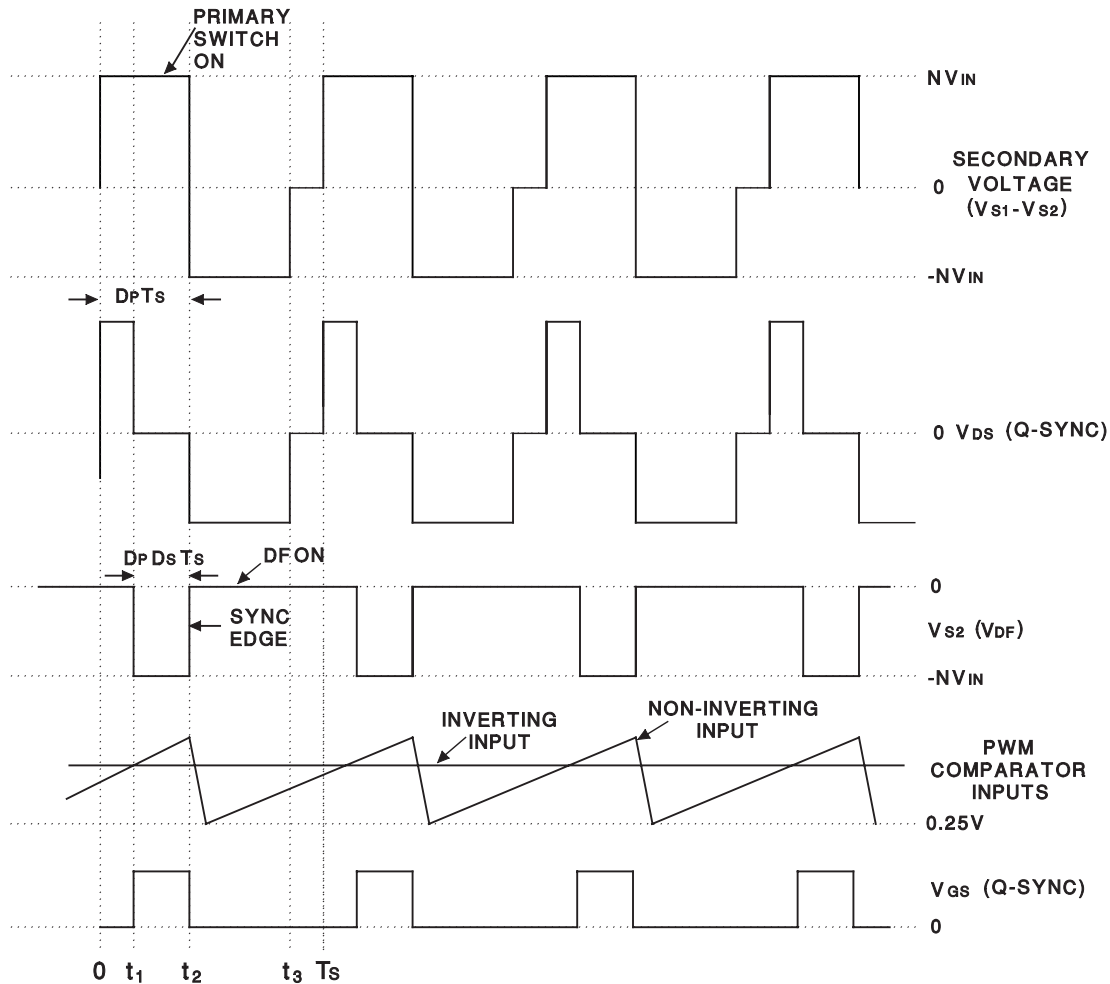 PRIMARY
SWITCH
ON
NVIN
SECONDARY
VOLTAGE
(VS1-VS2)
0
-NVIN
DPTS
0 VDS (Q-SYNC)
DPDSTS
DFON
0
SYNC
EDGE
VS2 (VDF)
-NVIN
INVERTING
INPUT
NON-INVERTING
INPUT
PWM
COMPARATOR
INPUTS
0.25V
VGS (Q-SYNC)
0
0 t1 t2 t3 TS